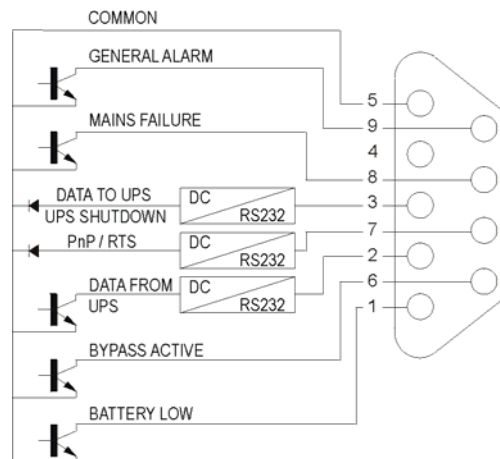 COMMON
GENERAL ALARM
MAINS FAILURE
DATA TO UPS
UPS SHUTDOWN
DC
RS232
PnP / RTS
DC
RS232
DATA FROM
UPS
DC
RS232
BYPASS ACTIVE
BATTERY LOW
5
9
4
8
3
7
2
6
1